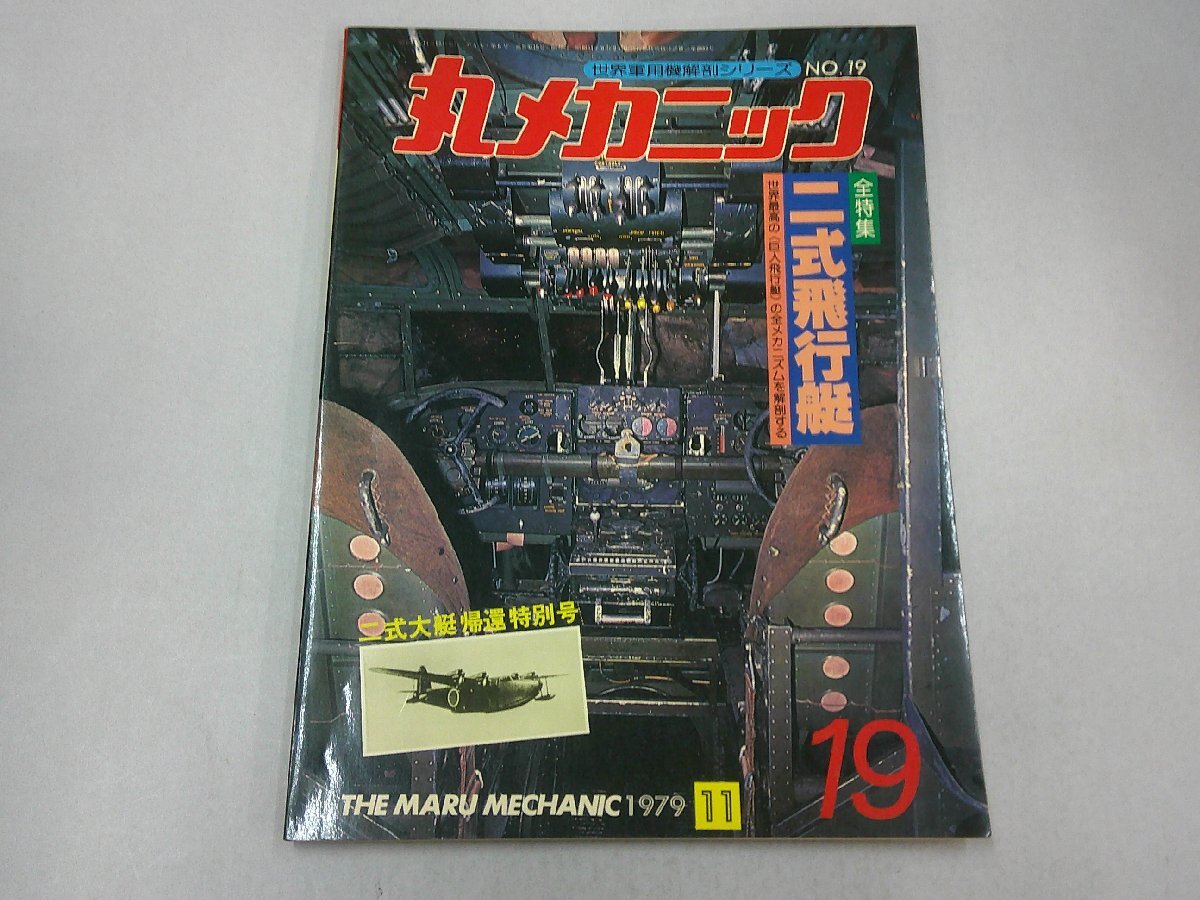 世界軍用機解剖シリーズ NO.19
丸メカニック
全特集
二式飛行艇
世界最高の〈巨人飛行艇〉の全メカニズムを解剖する
二式大艇帰還特別号
19
THE MARU MECHANIC 1979 11